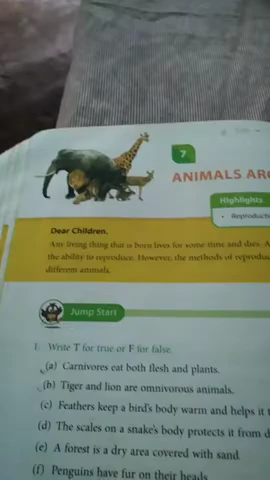 7
ANIMALS ARO
Highlights
• Reproducti
Dear Children,
Any living thing that is born lives for some time and dies. A
the ability to reproduce. However, the methods of reproduc
different animals.
Jump Start
1. Write T for true or F for false.
(a) Carnivores eat both flesh and plants.
(b) Tiger and lion are omnivorous animals.
(c) Feathers keep a bird's body warm and helps it t
(d) The scales on a snake's body protects it from d
(e) A forest is a dry area covered with sand
(f) Penguins have fur on their heads